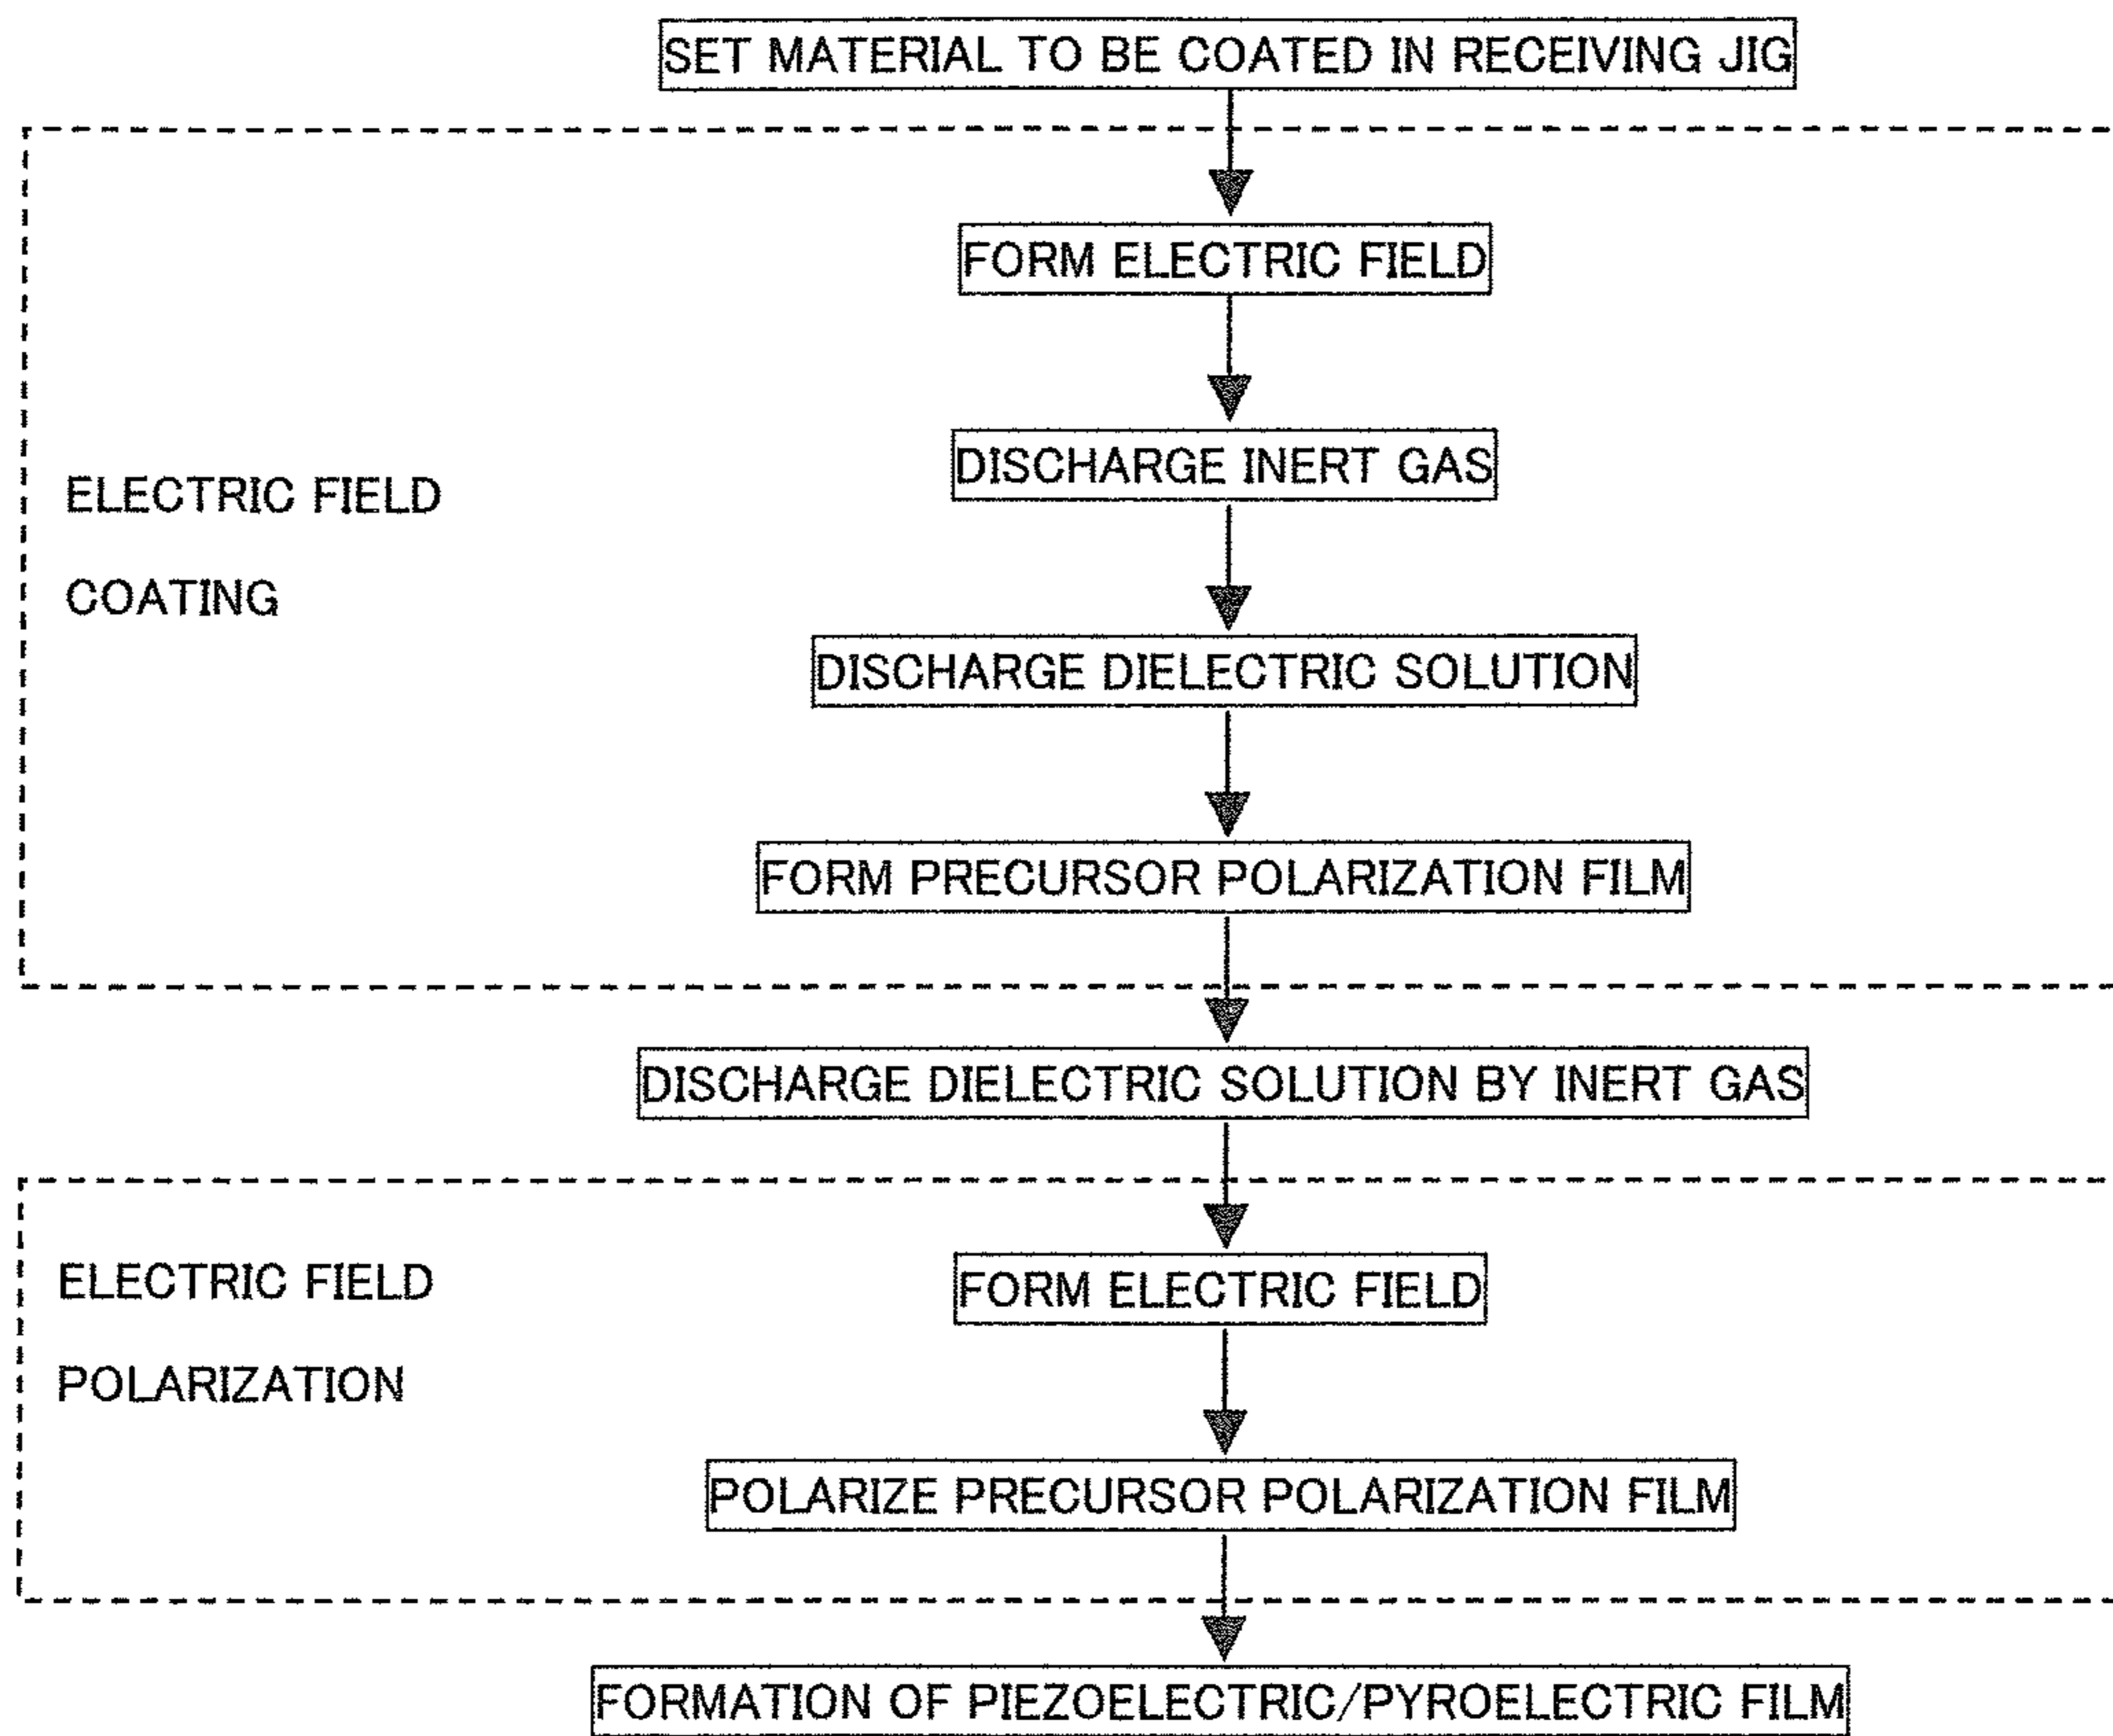 SET MATERIAL TO BE COATED IN RECEIVING JIG
FORM ELECTRIC FIELD
DISCHARGE INERT GAS
ELECTRIC FIELD
COATING
DISCHARGE DIELECTRIC SOLUTION
FORM PRECURSOR POLARIZATION FILM
DISCHARGE DIELECTRIC SOLUTION BY INERT GAS
ELECTRIC FIELD
POLARIZATION
FORM ELECTRIC FIELD
POLARIZE PRECURSOR POLARIZATION FILM
FORMATION OF PIEZOELECTRIC/PYROELECTRIC FILM